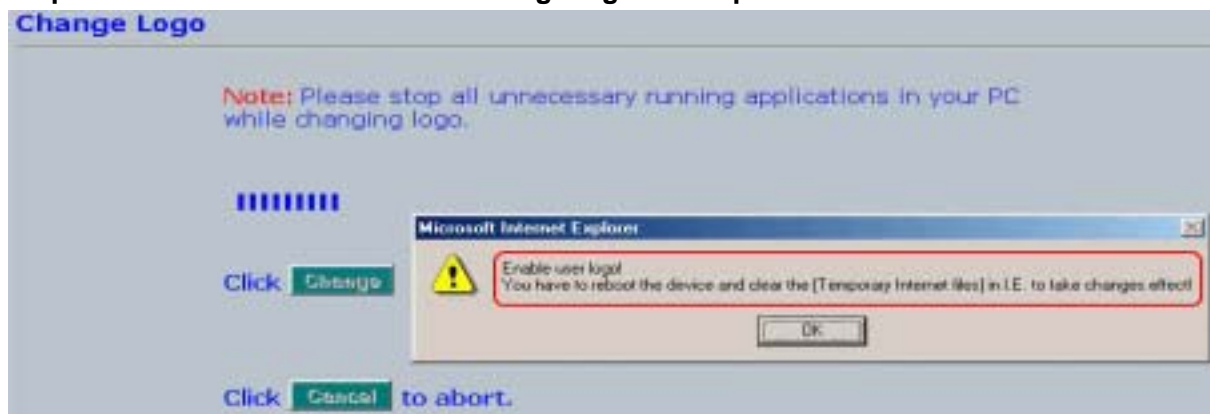 Change Logo
Note: Please stop all unnecessary running applications in your PC
while changing logo.
Click Change
Microsoft Internet Explorer
Enable user logo!
You have to reboot the device and clear the [Temporary Internet files] in I.E. to take changes effect!
OK
Click Cancel to abort.